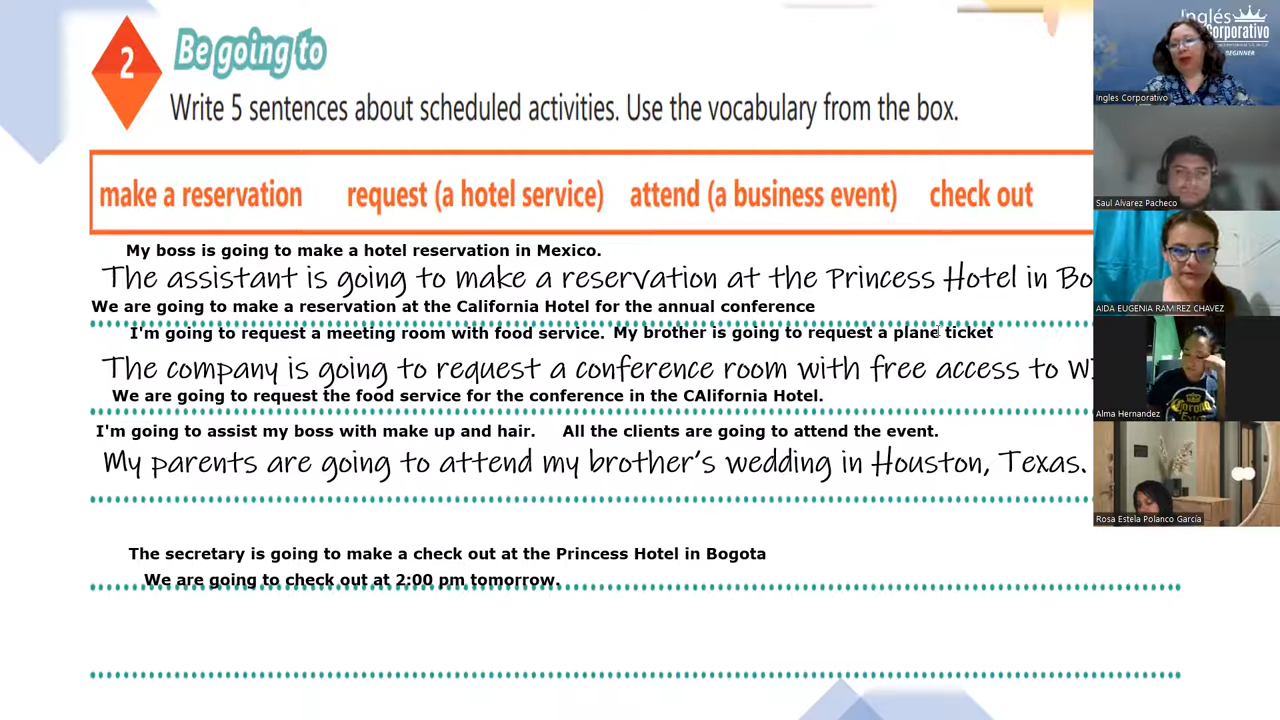 2
Be going to
Write 5 sentences about scheduled activities. Use the vocabulary from the box.
make a reservation request (a hotel service) attend (a business event) check out
My boss is going to make a hotel reservation in Mexico.
The assistant is going to make a reservation at the Princess Hotel in Bo
We are going to make a reservation at the California Hotel for the annual conference
I'm going to request a meeting room with food service. My brother is going to request a plane ticket
The company is going to request a conference room with free access to
We are going to request the food service for the conference in the CAlifornia Hotel.
I'm going to assist my boss with make up and hair. All the clients are going to attend the event.
My parents are going to attend my brother's wedding in Houston, Texas.
The secretary is going to make a check out at the Princess Hotel in Bogota
We are going to check out at 2:00 pm tomorrow.
Inglés
Corporativo
BEGINNER
Ingles Corporativo
Saul Alvarez Pacheco
AIDA EUGENIA RAMIREZ CHAVEZ
Alma Hernandez
Rosa Estela Polanco García